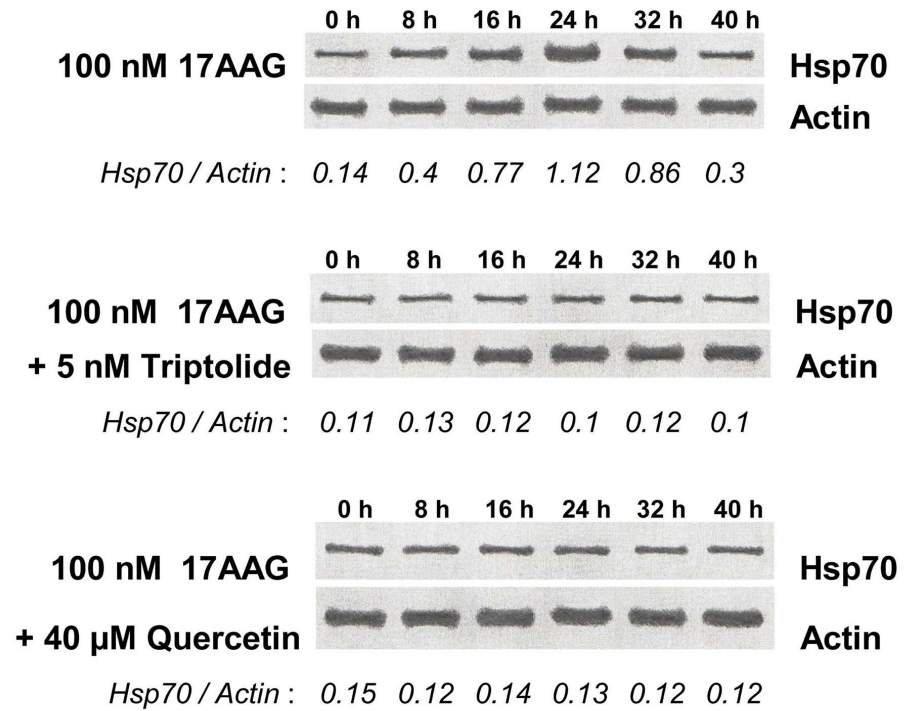 0 h 8 h 16 h 24 h 32 h 40 h
100 nM 17AAG Hsp70
Actin
Hsp70 / Actin : 0.14 0.4 0.77 1.12 0.86 0.3
0 h 8 h 16 h 24 h 32 h 40 h
100 nM 17AAG Hsp70
+ 5 nM Triptolide Actin
Hsp70 / Actin : 0.11 0.13 0.12 0.1 0.12 0.1
0 h 8 h 16 h 24 h 32 h 40 h
100 nM 17AAG Hsp70
+ 40 µM Quercetin Actin
Hsp70 / Actin : 0.15 0.12 0.14 0.13 0.12 0.12